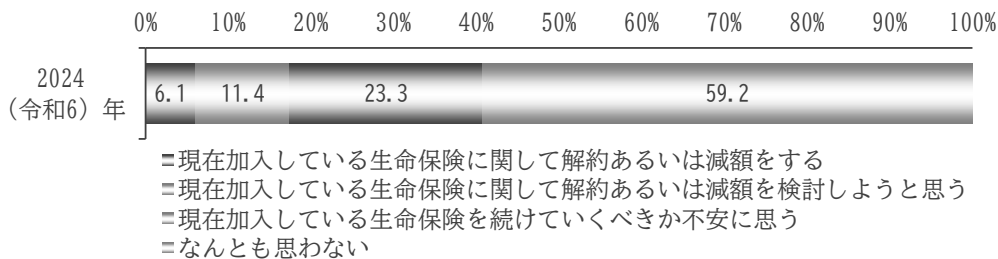 0% 10% 20% 30% 40% 50% 60% 70% 80% 90% 100%
2024
（令和6）年
6.1 11.4 23.3 59.2
現在加入している生命保険に関して解約あるいは減額をする
現在加入している生命保険に関して解約あるいは減額を検討しようと思う
現在加入している生命保険を続けていくべきか不安に思う
なんとも思わない